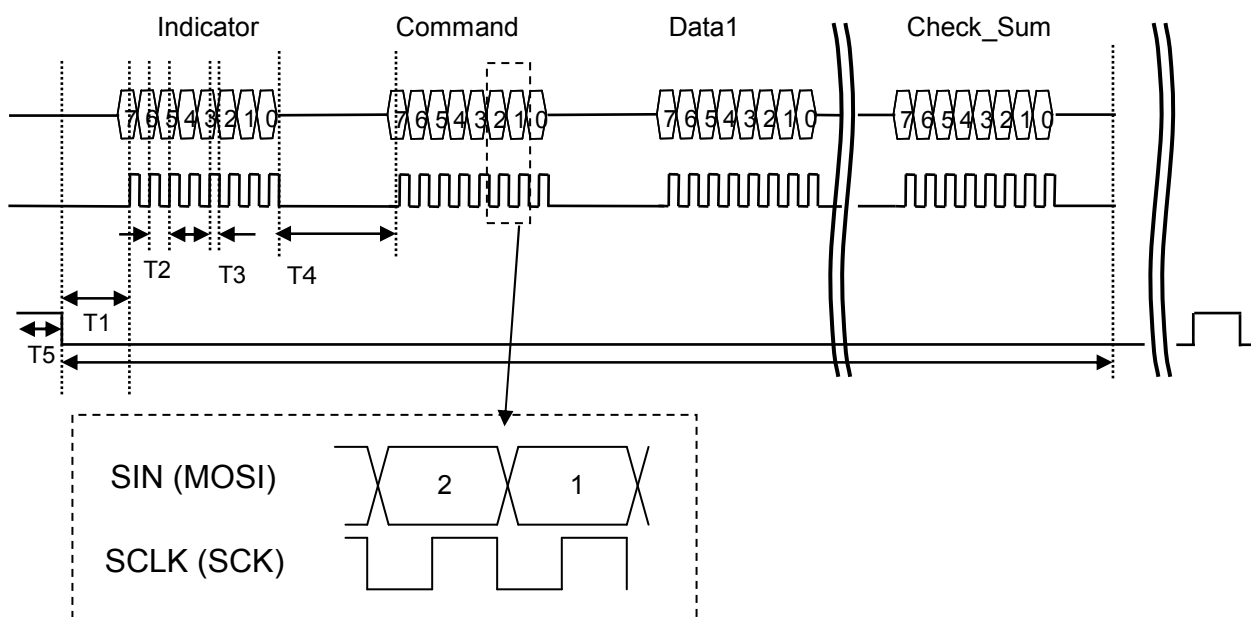 Indicator Command Data1 Check_Sum
7 6 5 4 3 2 1 0 7 6 5 4 3 2 1 0 7 6 5 4 3 2 1 0 7 6 5 4 3 2 1 0
T2 T3 T4
T1
T5
SIN (MOSI) 2 1
SCLK (SCK)